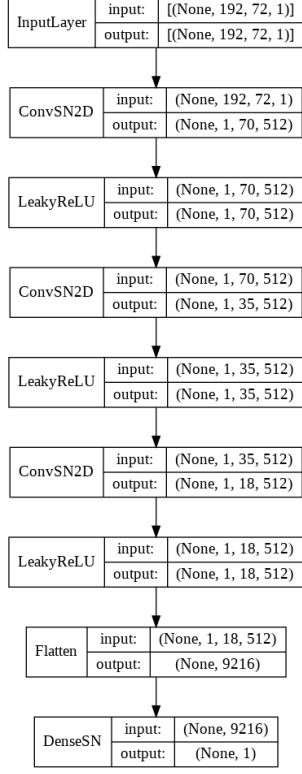 InputLayer input: [(None, 192, 72, 1)]
output: [(None, 192, 72, 1)]
ConvSN2D input: (None, 192, 72, 1)
output: (None, 1, 70, 512)
LeakyReLU input: (None, 1, 70, 512)
output: (None, 1, 70, 512)
ConvSN2D input: (None, 1, 70, 512)
output: (None, 1, 35, 512)
LeakyReLU input: (None, 1, 35, 512)
output: (None, 1, 35, 512)
ConvSN2D input: (None, 1, 35, 512)
output: (None, 1, 18, 512)
LeakyReLU input: (None, 1, 18, 512)
output: (None, 1, 18, 512)
Flatten input: (None, 1, 18, 512)
output: (None, 9216)
DenseSN input: (None, 9216)
output: (None, 1)